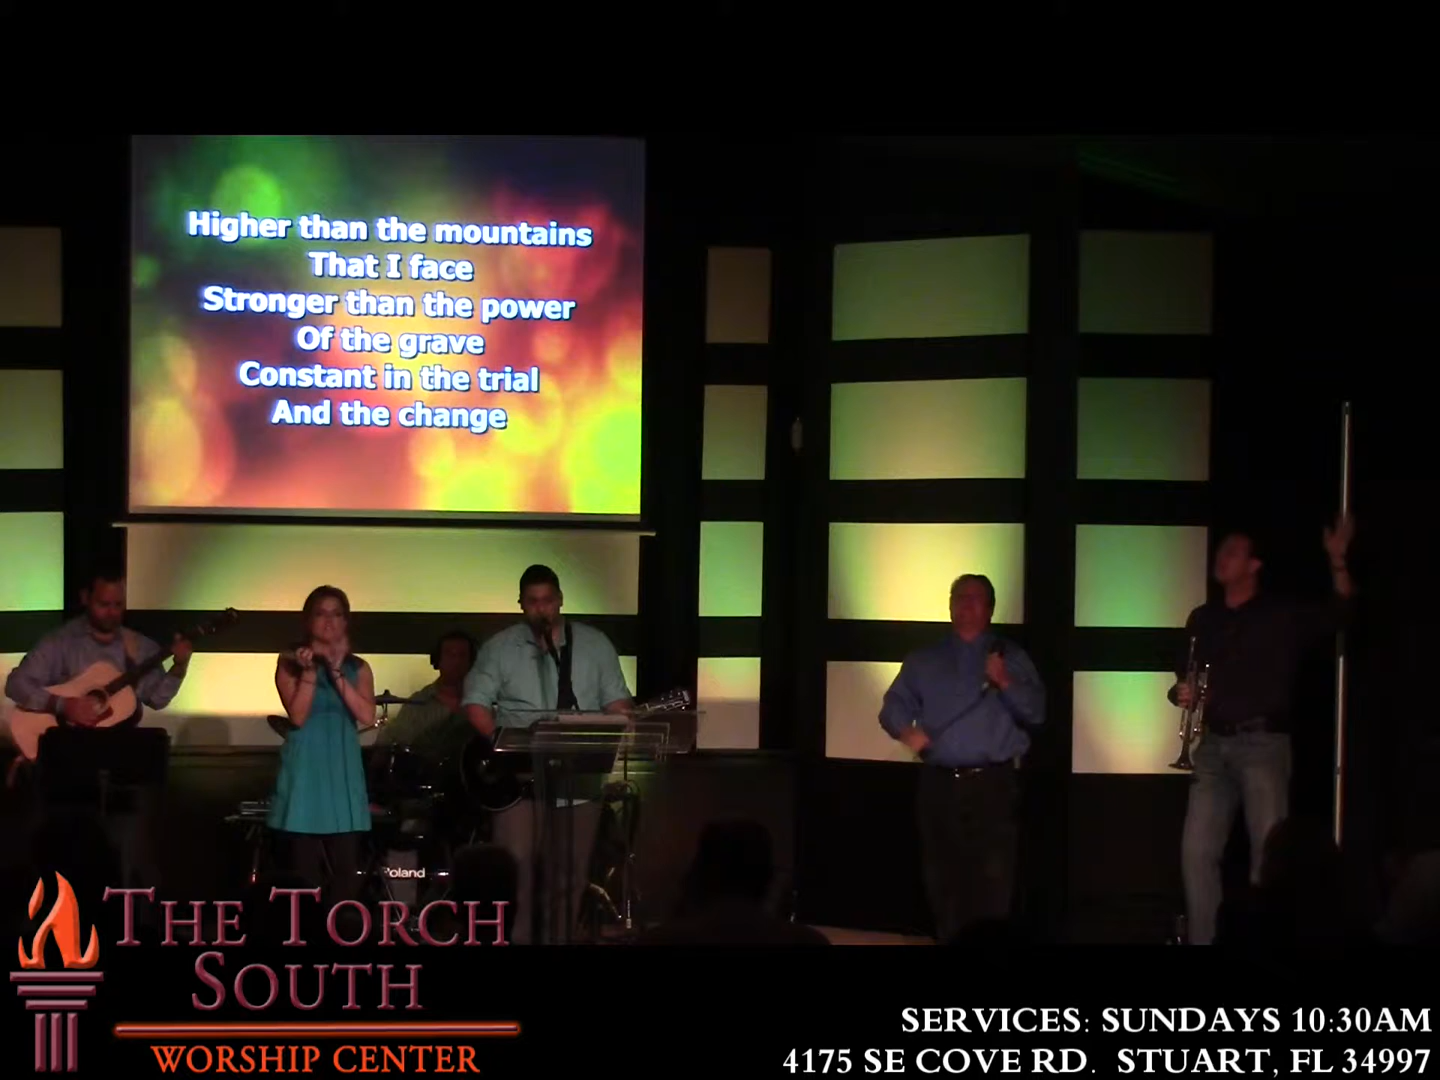 Higher than the mountains
That I face
Stronger than the power
Of the grave
Constant in the trial
And the change
Roland
THE TORCH
SOUTH
WORSHIP CENTER
SERVICES: SUNDAYS 10:30AM
4175 SE COVE RD. STUART, FL 34997